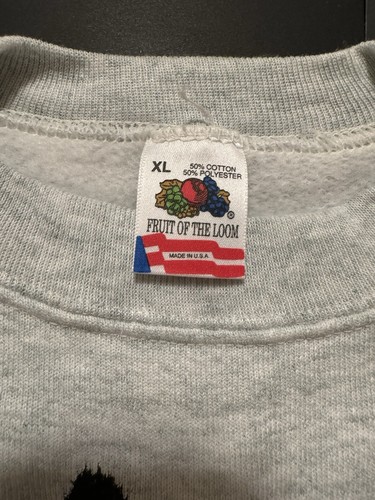 XL
50% COTTON
50% POLYESTER
®
FRUIT OF THE LOOM
MADE IN U.S.A.